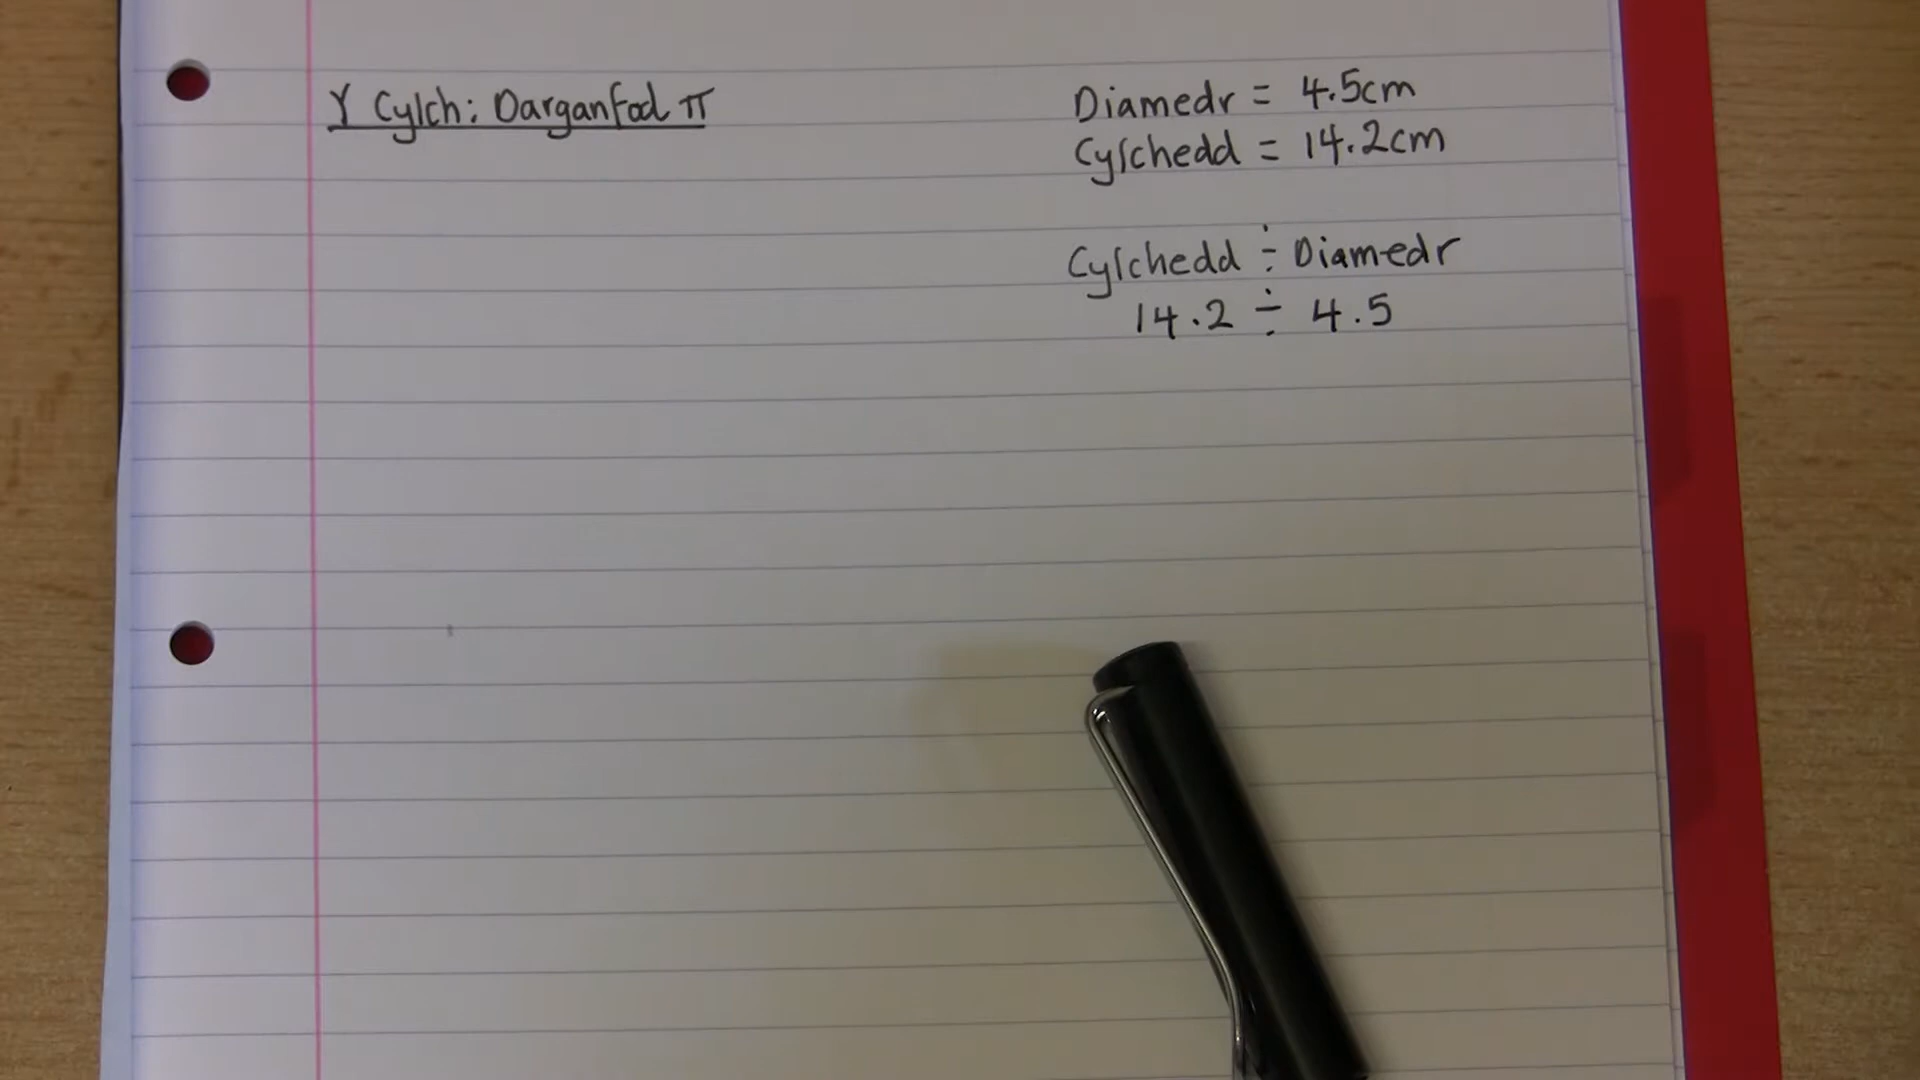 Y Cylch: Darganfod π
Diamedr = 4.5cm
Cylchedd = 14.2cm
Cylchedd ÷ Diamedr
14.2 ÷ 4.5